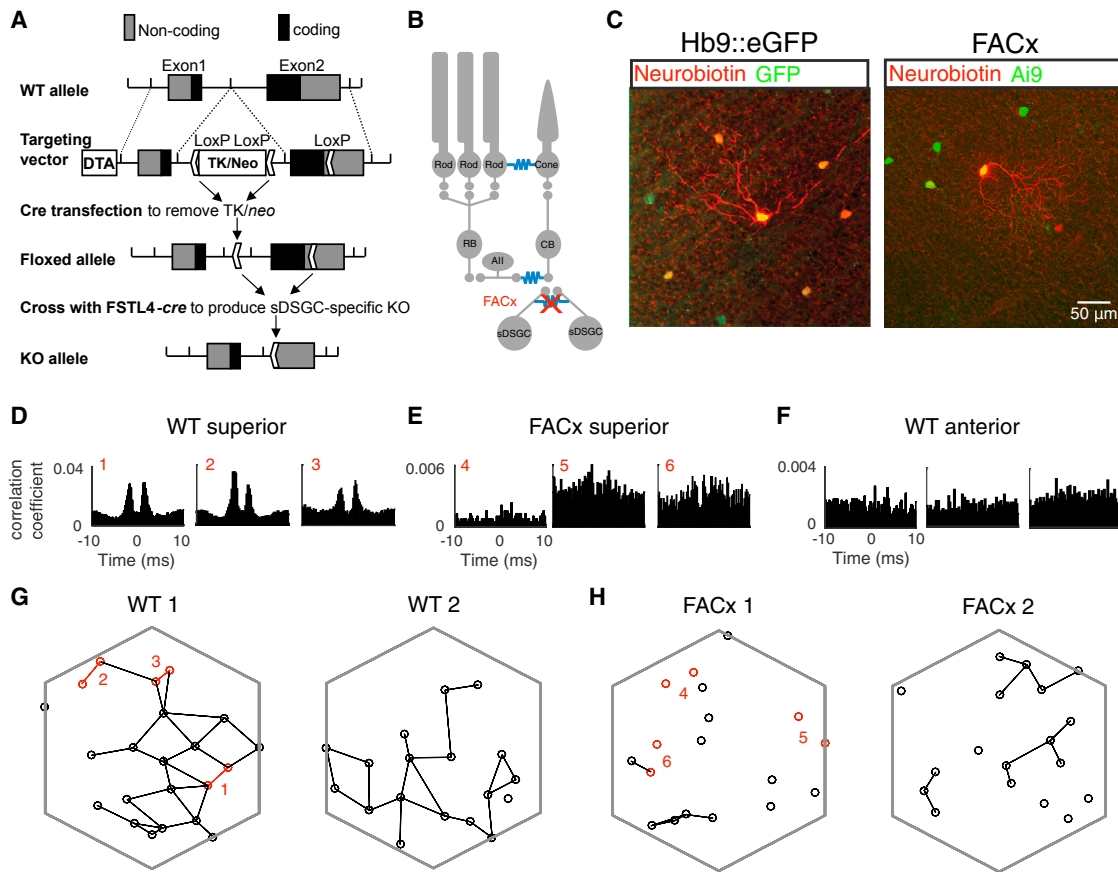 A
Non-coding
coding
Exon1
Exon2
WT allele
Targeting vector
DTA
LoxP LoxP
LoxP
TK/Neo
Cre transfection to remove TK/neo
Floxed allele
Cross with FSTL4-cre to produce sDSGC-specific KO
KO allele
B
Rod
Rod
Rod
Cone
RB
AII
CB
FACx
sDSGC
sDSGC
C
Hb9::eGFP
FACx
Neurobiotin GFP
Neurobiotin Ai9
50 µm
D
WT superior
correlation coefficient
0.04
0
1
2
3
-10 0 10
Time (ms)
E
FACx superior
0.006
0
4
5
6
-10 0 10
Time (ms)
F
WT anterior
0.004
0
-10 0 10
Time (ms)
G
WT 1
3
2
1
WT 2
H
FACx 1
4
5
6
FACx 2